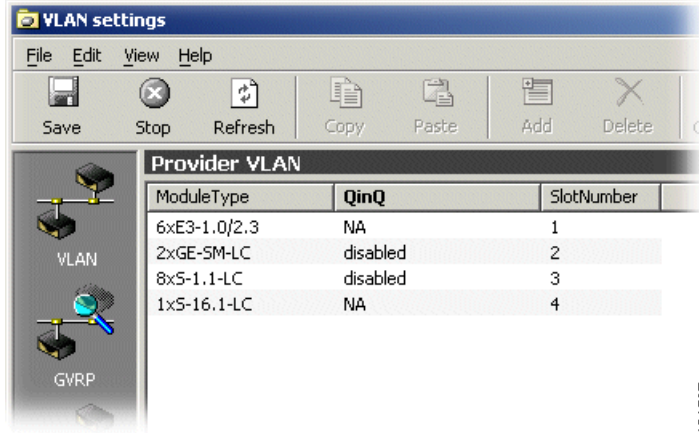 VLAN settings
File Edit View Help
Save Stop Refresh Copy Paste Add Delete
Provider VLAN
ModuleType QinQ SlotNumber
6xE3-1.0/2.3 NA 1
2xGE-SM-LC disabled 2
8xS-1.1-LC disabled 3
1xS-16.1-LC NA 4
VLAN
GVRP